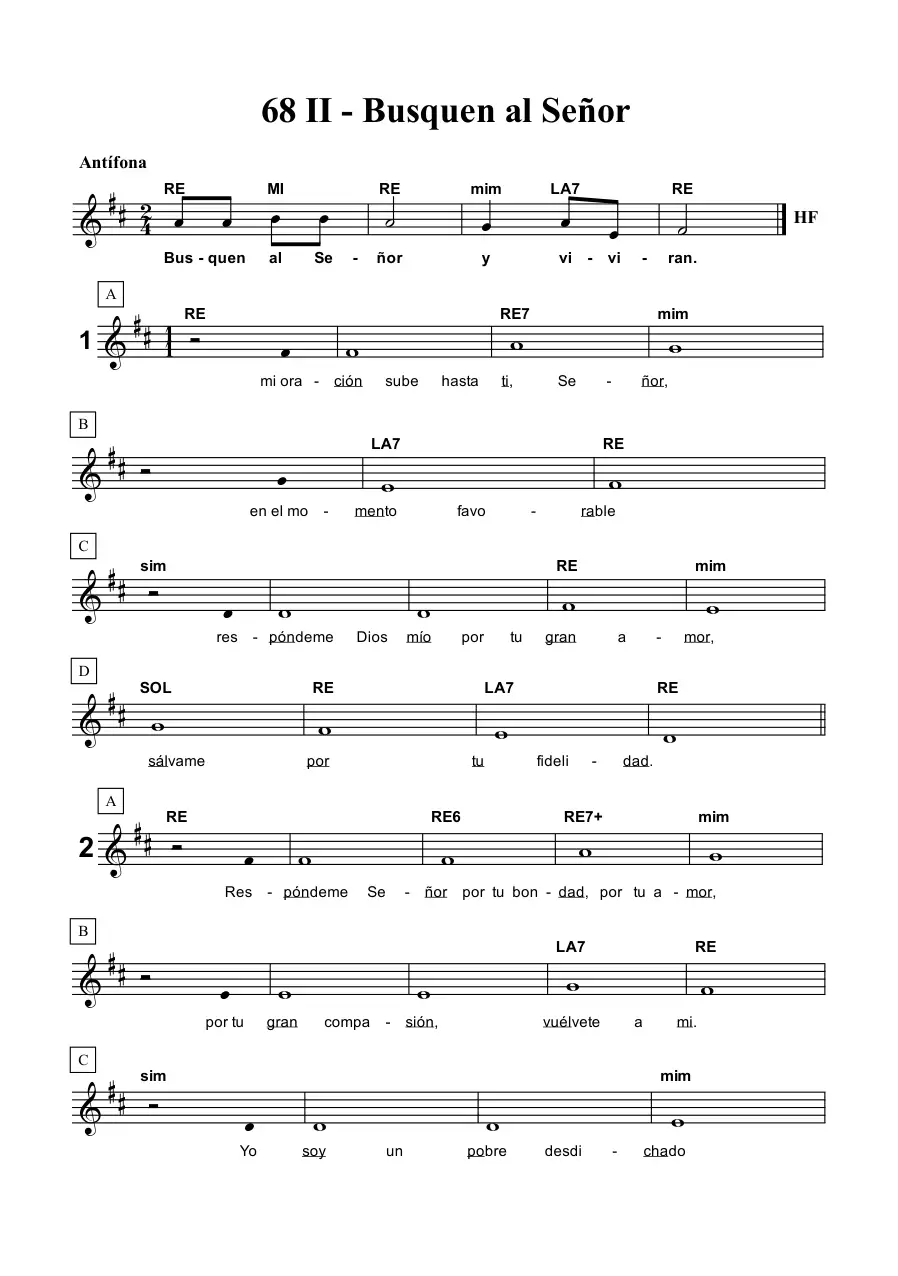 68 II - Busquen al Señor
Antífona
RE MI RE mim LA7 RE
2
4
HF
Bus - quen al Se - ñor y vi - vi - ran.
A
RE RE7 mim
1
mi ora - ción sube hasta ti, Se - ñor,
B
LA7 RE
en el mo - mento favo - rable
C
sim RE mim
res - póndeme Dios mío por tu gran a - mor,
D
SOL RE LA7 RE
sálvame por tu fideli - dad.
A
RE RE6 RE7+ mim
2
Res - póndeme Se - ñor por tu bon- dad, por tu a - mor,
B
LA7 RE
por tu gran compa - sión, vuélvete a mi.
C
sim mim
Yo soy un pobre desdi - chado